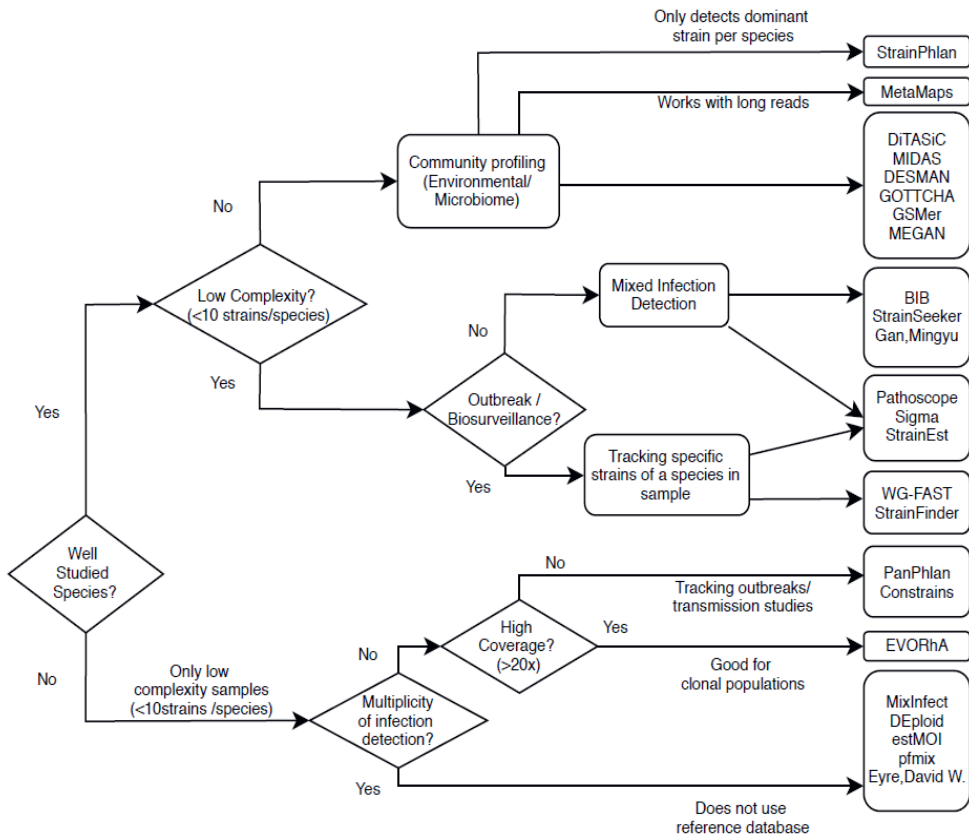 Only detects dominant
strain per species
StrainPhlan
MetaMaps
Works with long reads
Community profiling
(Environmental/
Microbiome)
DiTASiC
MIDAS
DESMAN
GOTTCHA
GSMer
MEGAN
No
Low Complexity?
(<10 strains/species)
Yes
Yes
Mixed Infection
Detection
No
Outbreak /
Biosurveillance?
Yes
Tracking specific
strains of a species in
sample
BIB
StrainSeeker
Gan,Mingyu
Pathoscope
Sigma
StrainEst
WG-FAST
StrainFinder
Well
Studied
Species?
No
Only low
complexity samples
(<10strains /species)
Multiplicity
of infection
detection?
No
Yes
High
Coverage?
(>20x)
No
Tracking outbreaks/
transmission studies
Yes
Good for
clonal populations
PanPhlan
Constrains
EVORhA
MixInfect
DEploid
estMOI
pfmix
Eyre,David W.
Does not use
reference database